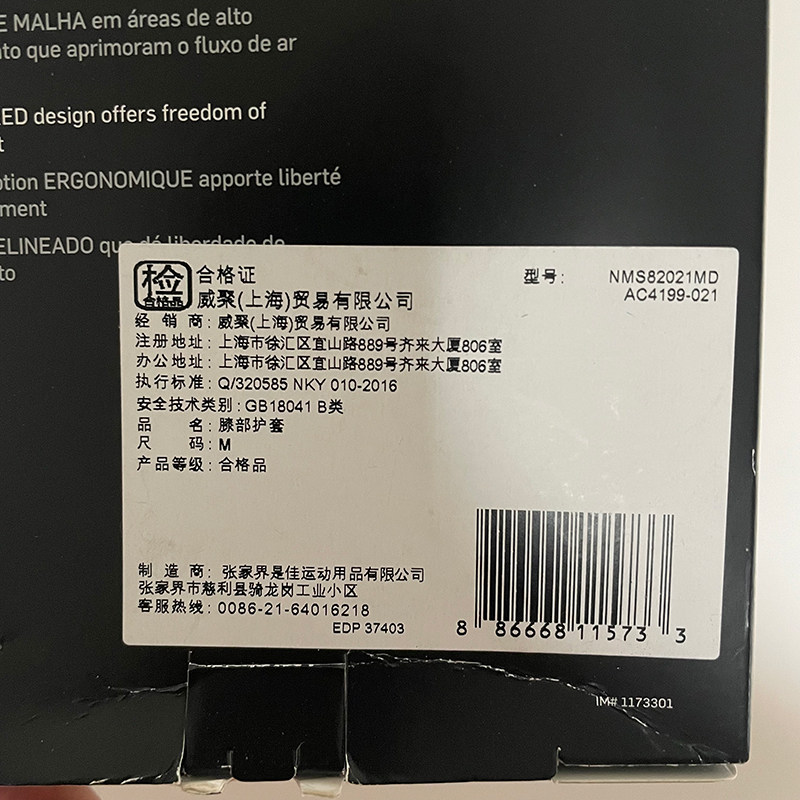 E MALHA em áreas de alto
nto que aprimoram o fluxo de ar
ED design offers freedom of
t
ption ERGONOMIQUE apporte liberté
ment
ELINEADO que dá liberdade de
to
检
合格品
合格证
型号: NMS82021MD
威聚(上海)贸易有限公司
AC4199-021
经销商:威聚(上海)贸易有限公司
注册地址:上海市徐汇区宜山路889号齐来大厦806室
办公地址:上海市徐汇区宜山路889号齐来大厦806室
执行标准:Q/320585 NKY 010-2016
安全技术类别:GB18041 B类
品名:膝部护套
尺码:M
产品等级:合格品
制造商:张家界是佳运动用品有限公司
张家界市慈利县骑龙岗工业小区
客服热线:0086-21-64016218
EDP 37403
8 86668 11573 3
IM# 1173301